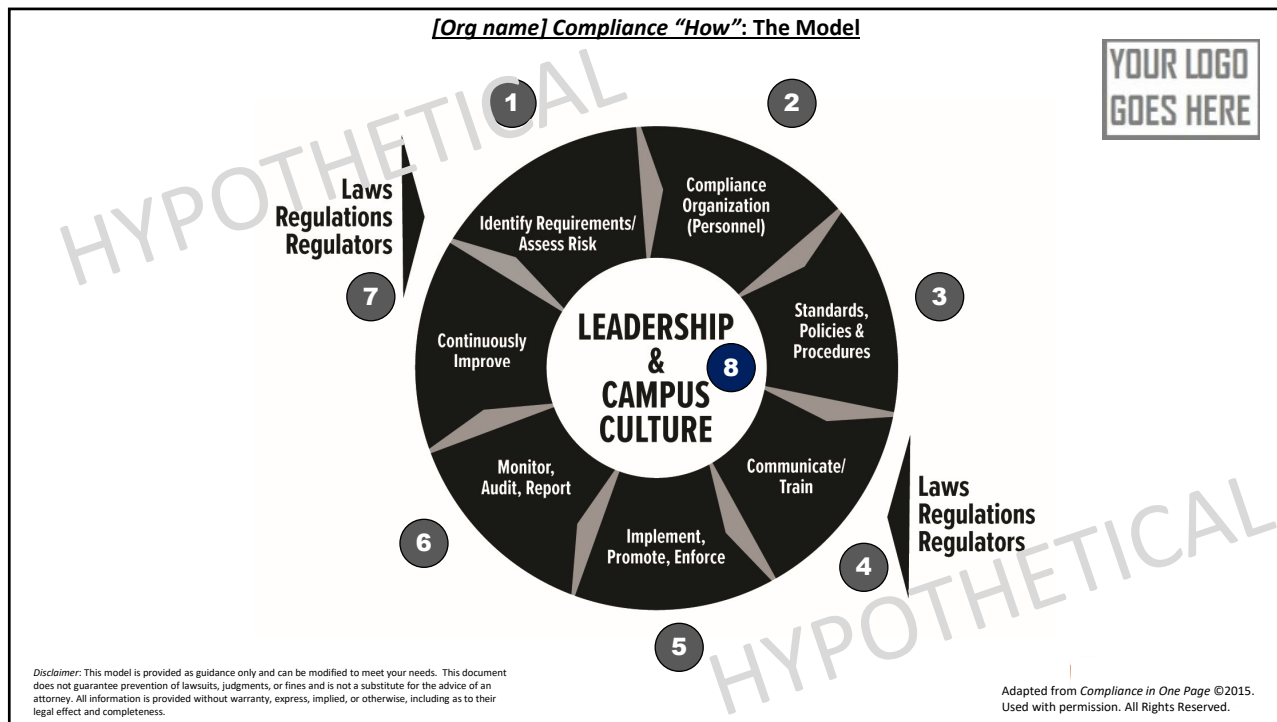 [Org name] Compliance “How”: The Model
YOUR LOGO
GOES HERE
HYPOTHETICAL
1
2
Laws
Regulations
Regulators
Identify Requirements/
Assess Risk
Compliance
Organization
(Personnel)
7
3
Standards,
Policies &
Procedures
Continuously
Improve
LEADERSHIP
&
CAMPUS
CULTURE
8
Monitor,
Audit, Report
Communicate/
Train
Implement,
Promote, Enforce
Laws
Regulations
Regulators
6
4
5
HYPOTHETICAL
Disclaimer: This model is provided as guidance only and can be modified to meet your needs. This document
does not guarantee prevention of lawsuits, judgments, or fines and is not a substitute for the advice of an
attorney. All information is provided without warranty, express, implied, or otherwise, including as to their
legal effect and completeness.
Adapted from Compliance in One Page ©2015.
Used with permission. All Rights Reserved.